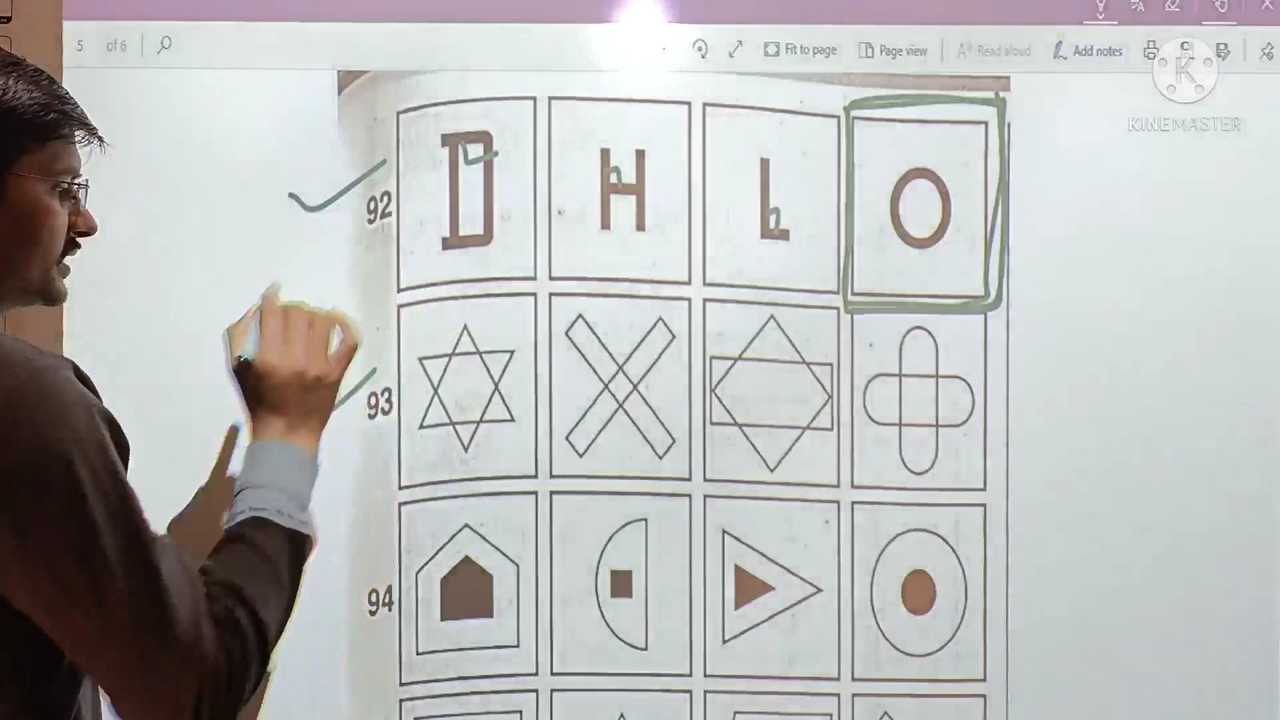 5 of 6 Fit to page Page view Read aloud Add notes
KINEMASTER
92 D H L O
93
94